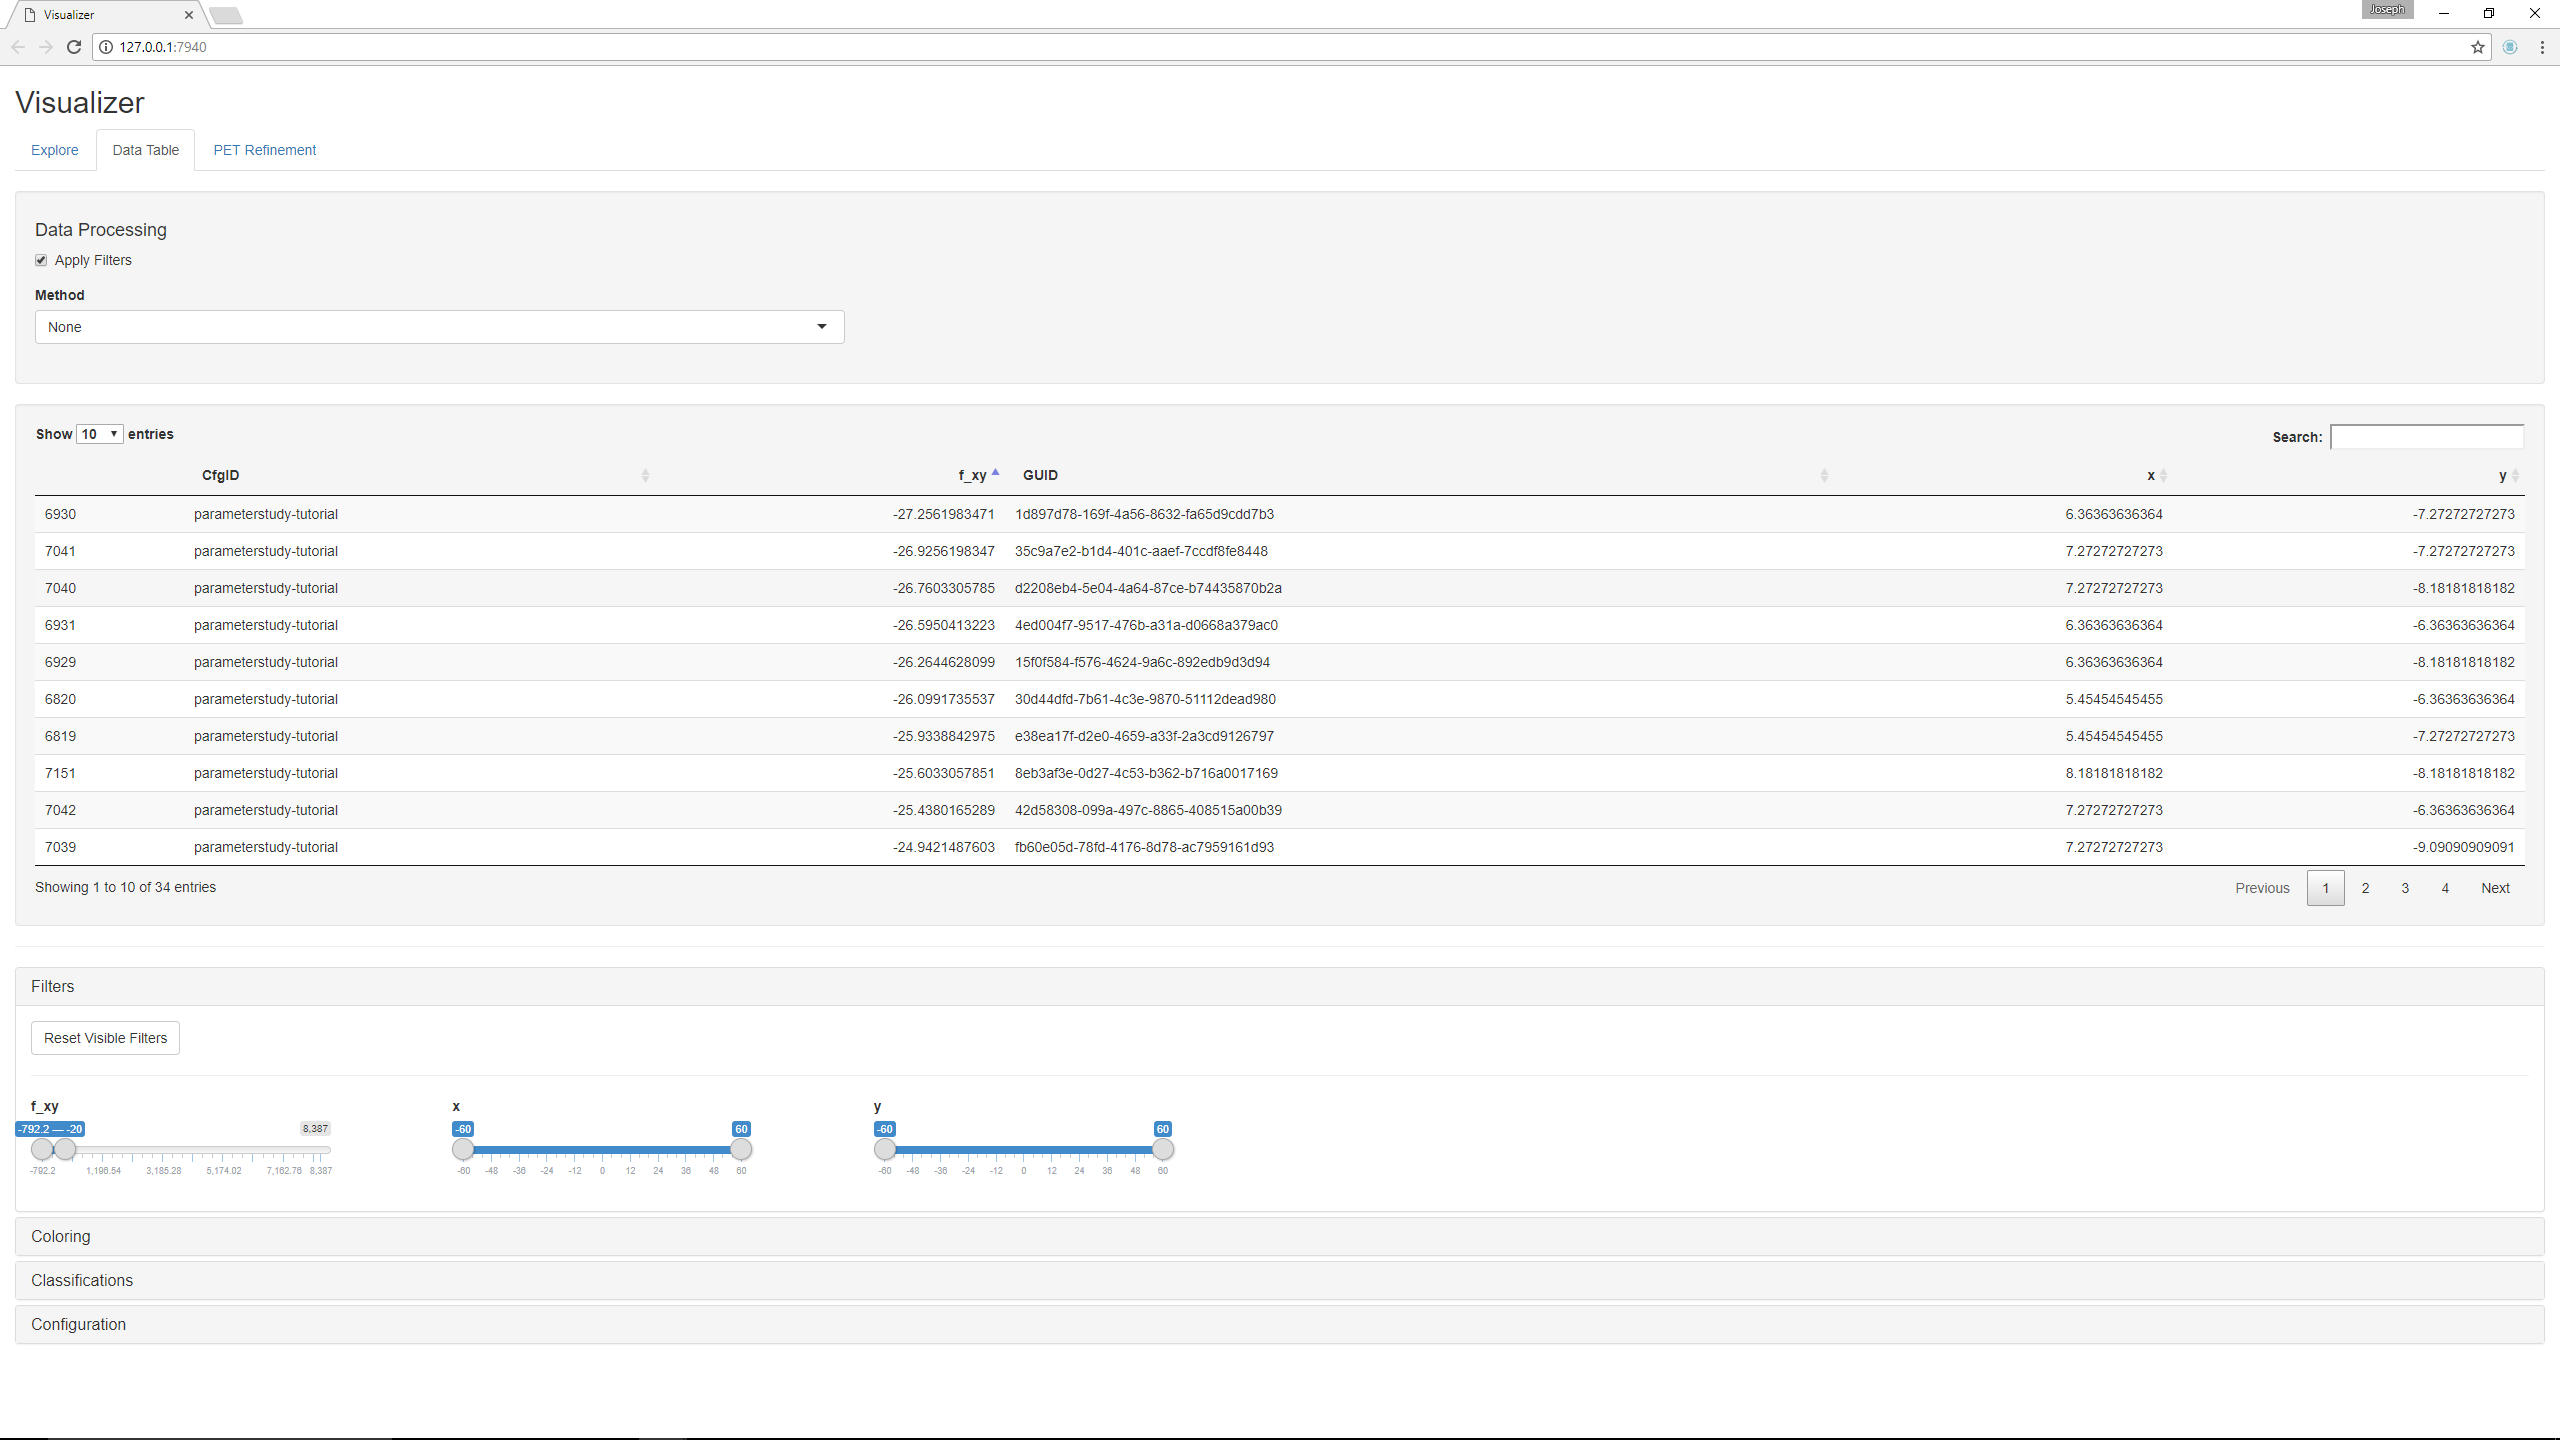 Visualizer
Joseph
127.0.0.1:7940
Visualizer
Explore Data Table PET Refinement
Data Processing
Apply Filters
Method
None
Show 10 entries Search:
CfgID f_xy GUID x y
6930 parameterstudy-tutorial -27.2561983471 1d897d78-169f-4a56-8632-fa65d9cdd7b3 6.36363636364 -7.27272727273
7041 parameterstudy-tutorial -26.9256198347 35c9a7e2-b1d4-401c-aaef-7ccdf8fe8448 7.27272727273 -7.27272727273
7040 parameterstudy-tutorial -26.7603305785 d2208eb4-5e04-4a64-87ce-b74435870b2a 7.27272727273 -8.18181818182
6931 parameterstudy-tutorial -26.5950413223 4ed004f7-9517-476b-a31a-d0668a379ac0 6.36363636364 -6.36363636364
6929 parameterstudy-tutorial -26.2644628099 15f0f584-f576-4624-9a6c-892edb9d3d94 6.36363636364 -8.18181818182
6820 parameterstudy-tutorial -26.0991735537 30d44dfd-7b61-4c3e-9870-51112dead980 5.45454545455 -6.36363636364
6819 parameterstudy-tutorial -25.9338842975 e38ea17f-d2e0-4659-a33f-2a3cd9126797 5.45454545455 -7.27272727273
7151 parameterstudy-tutorial -25.6033057851 8eb3af3e-0d27-4c53-b362-b716a0017169 8.18181818182 -8.18181818182
7042 parameterstudy-tutorial -25.4380165289 42d58308-099a-497c-8865-408515a00b39 7.27272727273 -6.36363636364
7039 parameterstudy-tutorial -24.9421487603 fb60e05d-78fd-4176-8d78-ac7959161d93 7.27272727273 -9.09090909091
Showing 1 to 10 of 34 entries Previous 1 2 3 4 Next
Filters
Reset Visible Filters
f_xy x y
-792.2 — -20 8,387 -60 60 -60 60
-792.2 1,196.54 3,185.28 5,174.02 7,162.76 8,387 -60 -48 -36 -24 -12 0 12 24 36 48 60 -60 -48 -36 -24 -12 0 12 24 36 48 60
Coloring
Classifications
Configuration